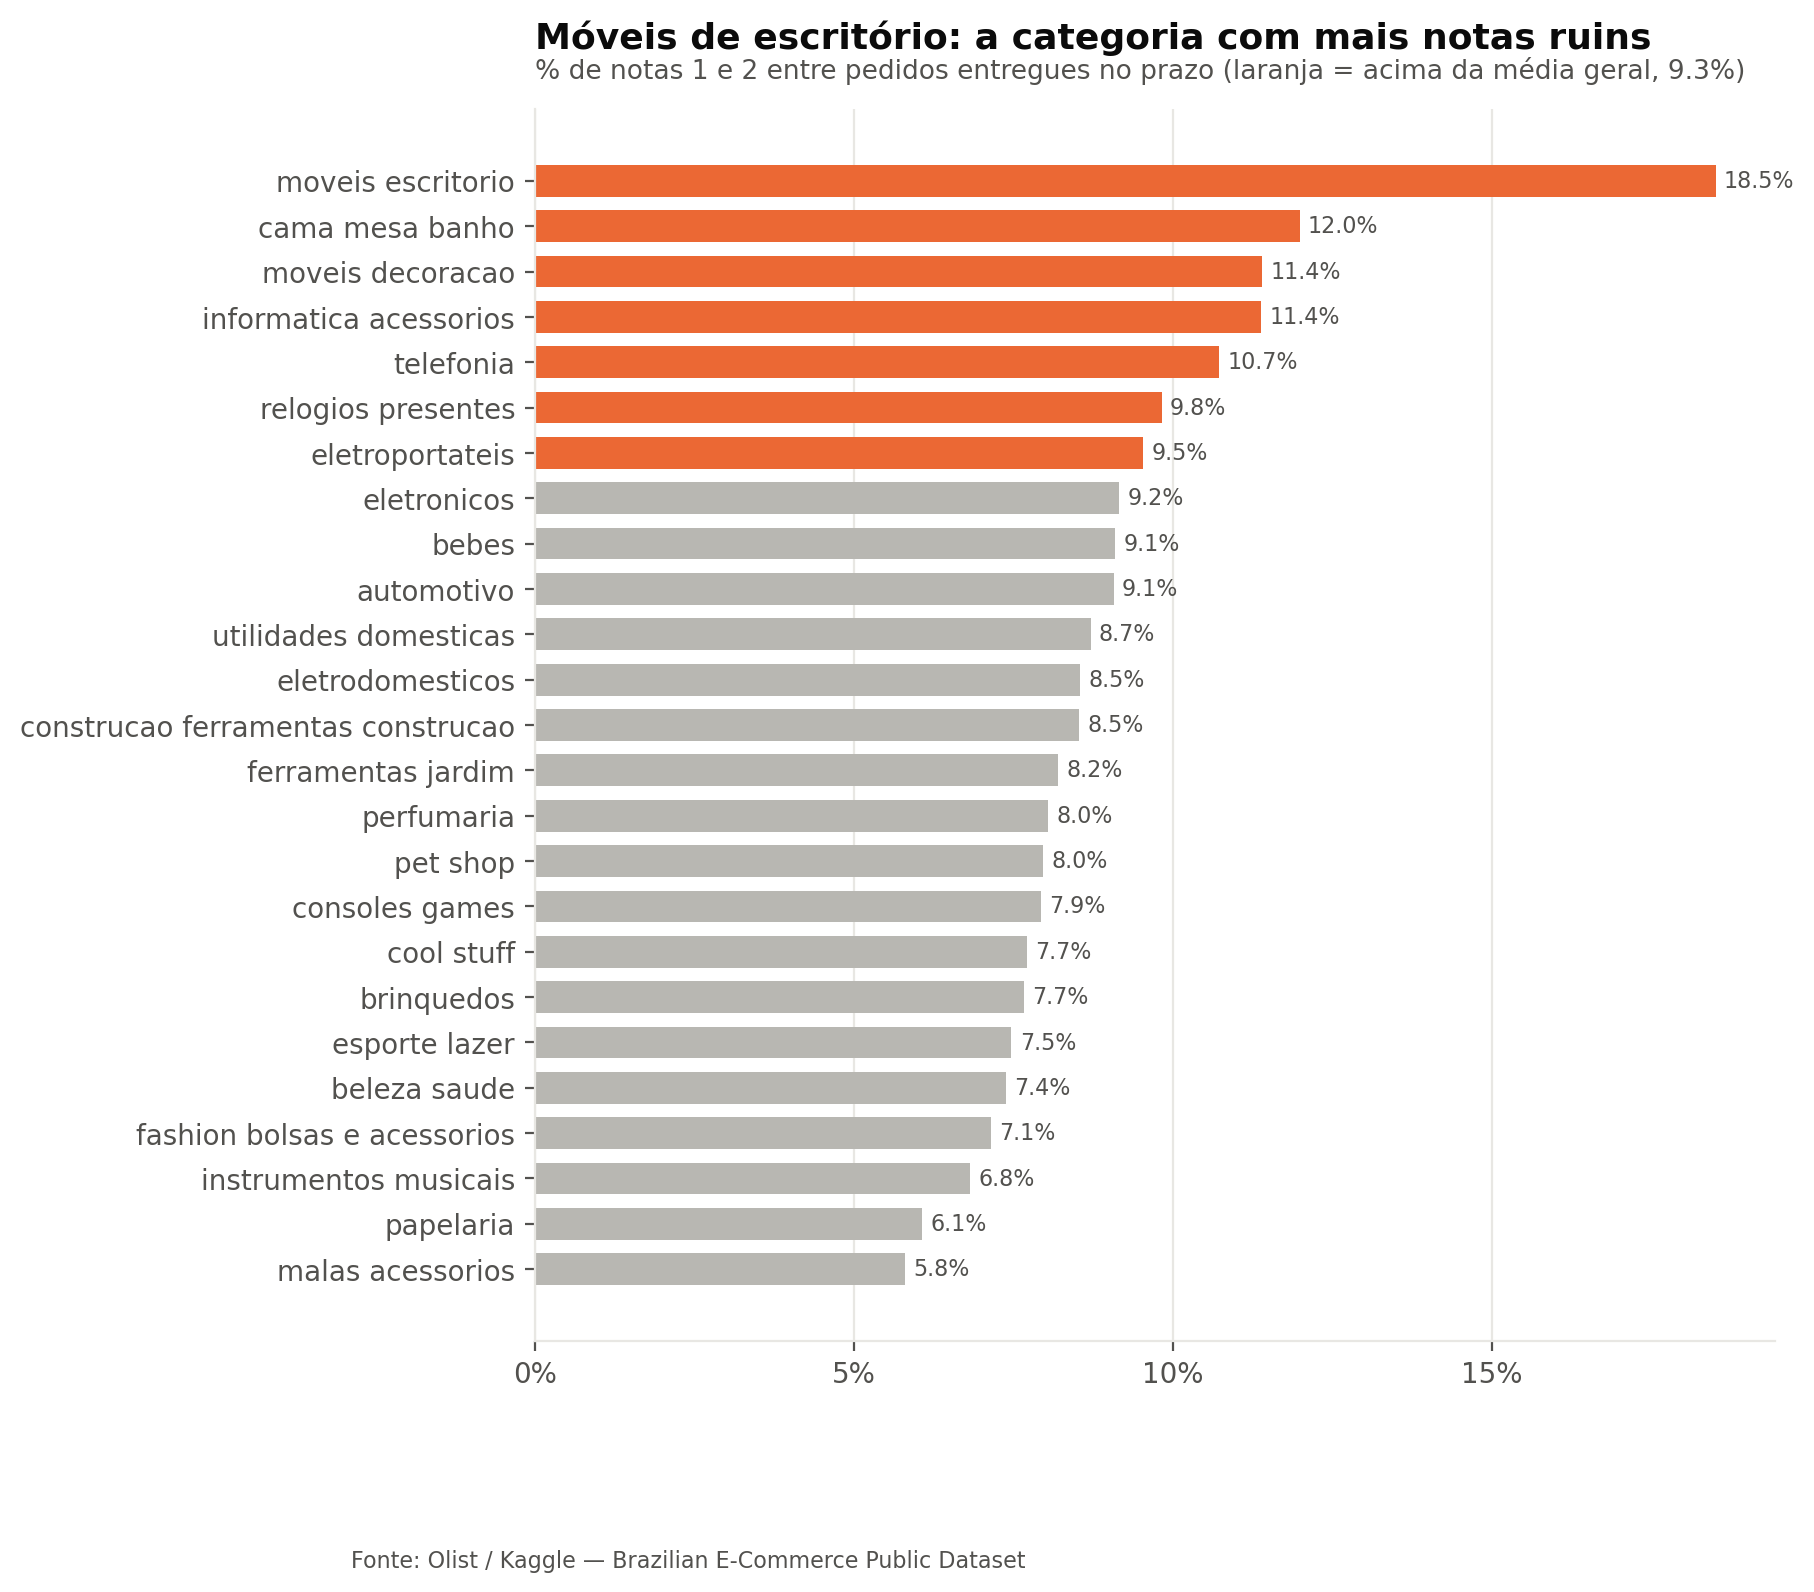 Móveis de escritório: a categoria com mais notas ruins
% de notas 1 e 2 entre pedidos entregues no prazo (laranja = acima da média geral, 9.3%)
moveis escritorio 18.5%
cama mesa banho 12.0%
moveis decoracao 11.4%
informatica acessorios 11.4%
telefonia 10.7%
relogios presentes 9.8%
eletroportateis 9.5%
eletronicos 9.2%
bebes 9.1%
automotivo 9.1%
utilidades domesticas 8.7%
eletrodomesticos 8.5%
construcao ferramentas construcao 8.5%
ferramentas jardim 8.2%
perfumaria 8.0%
pet shop 8.0%
consoles games 7.9%
cool stuff 7.7%
brinquedos 7.7%
esporte lazer 7.5%
beleza saude 7.4%
fashion bolsas e acessorios 7.1%
instrumentos musicais 6.8%
papelaria 6.1%
malas acessorios 5.8%
0% 5% 10% 15%
Fonte: Olist / Kaggle — Brazilian E-Commerce Public Dataset